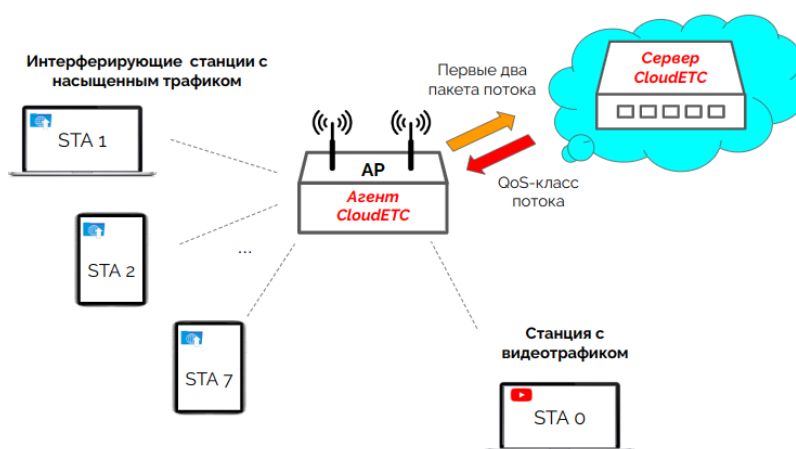 Интерферирующие станции с
насыщенным трафиком
STA 1
STA 2
...
STA 7
AP
Агент
CloudETC
Первые два
пакета потока
QoS-класс
потока
Сервер
CloudETC
Станция с
видеотрафиком
STA 0